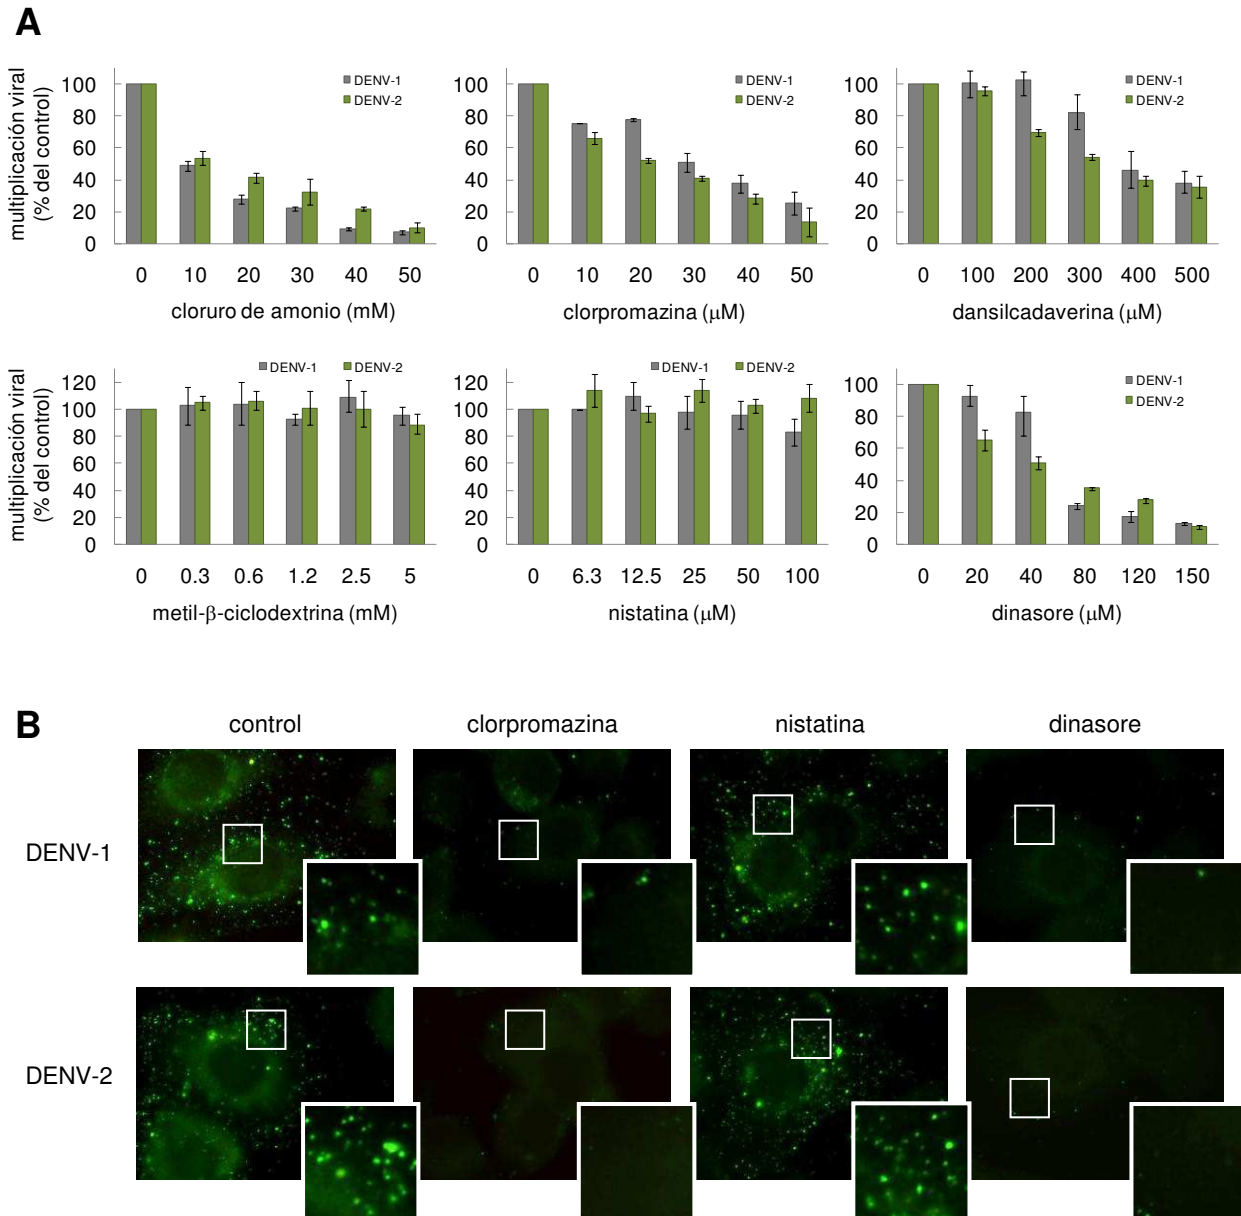 A
multiplicación viral
(% del control)
100
80
60
40
20
0
DENV-1
DENV-2
0 10 20 30 40 50
cloruro de amonio (mM)
100
80
60
40
20
0
DENV-1
DENV-2
0 10 20 30 40 50
clorpromazina (µM)
100
80
60
40
20
0
DENV-1
DENV-2
0 100 200 300 400 500
dansilcadaverina (µM)
multiplicación viral
(% del control)
120
100
80
60
40
20
0
DENV-1 DENV-2
0 0.3 0.6 1.2 2.5 5
metil-β-ciclodextrina (mM)
120
100
80
60
40
20
0
DENV-1 DENV-2
0 6.3 12.5 25 50 100
nistatina (µM)
100
80
60
40
20
0
DENV-1
DENV-2
0 20 40 80 120 150
dinasore (µM)
B
control clorpromazina nistatina dinasore
DENV-1
DENV-2